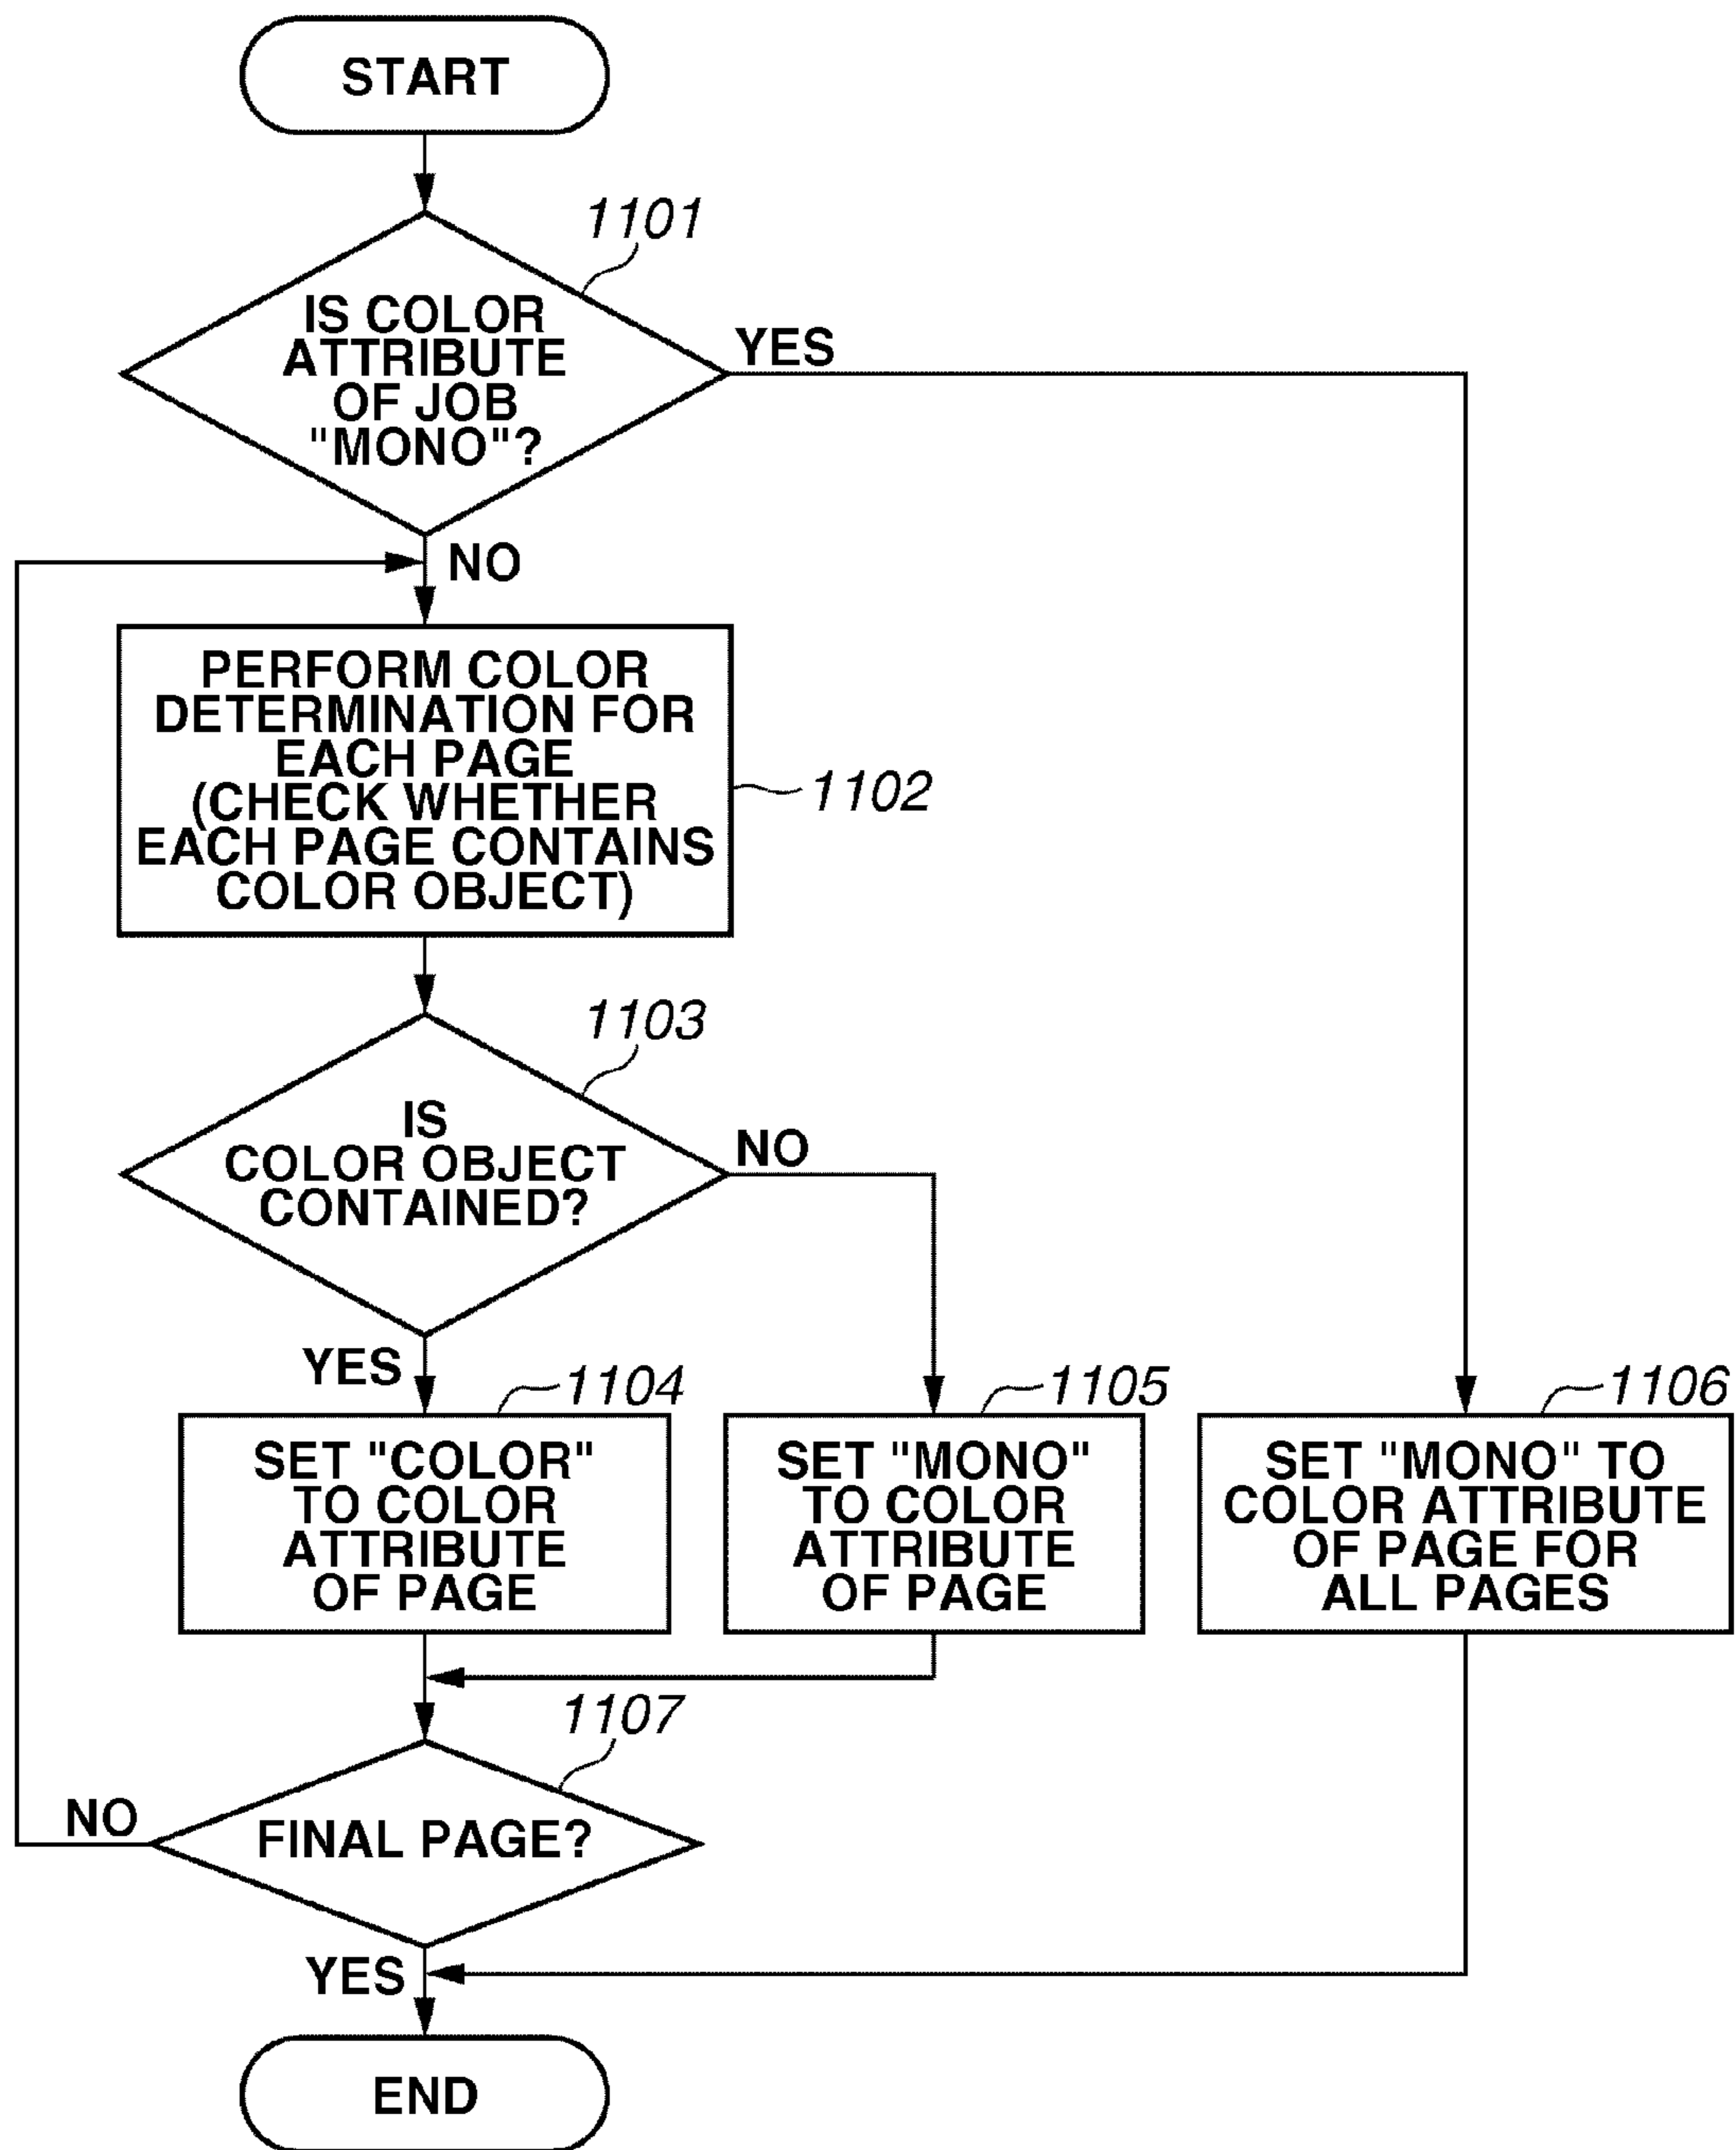 START
1101
IS COLOR
ATTRIBUTE
OF JOB
"MONO"?
YES
NO
PERFORM COLOR
DETERMINATION FOR
EACH PAGE
(CHECK WHETHER
EACH PAGE CONTAINS
COLOR OBJECT)
1102
1103
IS
COLOR OBJECT
CONTAINED?
NO
YES
1104
SET "COLOR"
TO COLOR
ATTRIBUTE
OF PAGE
1105
SET "MONO"
TO COLOR
ATTRIBUTE
OF PAGE
1106
SET "MONO" TO
COLOR ATTRIBUTE
OF PAGE FOR
ALL PAGES
1107
FINAL PAGE?
NO
YES
END